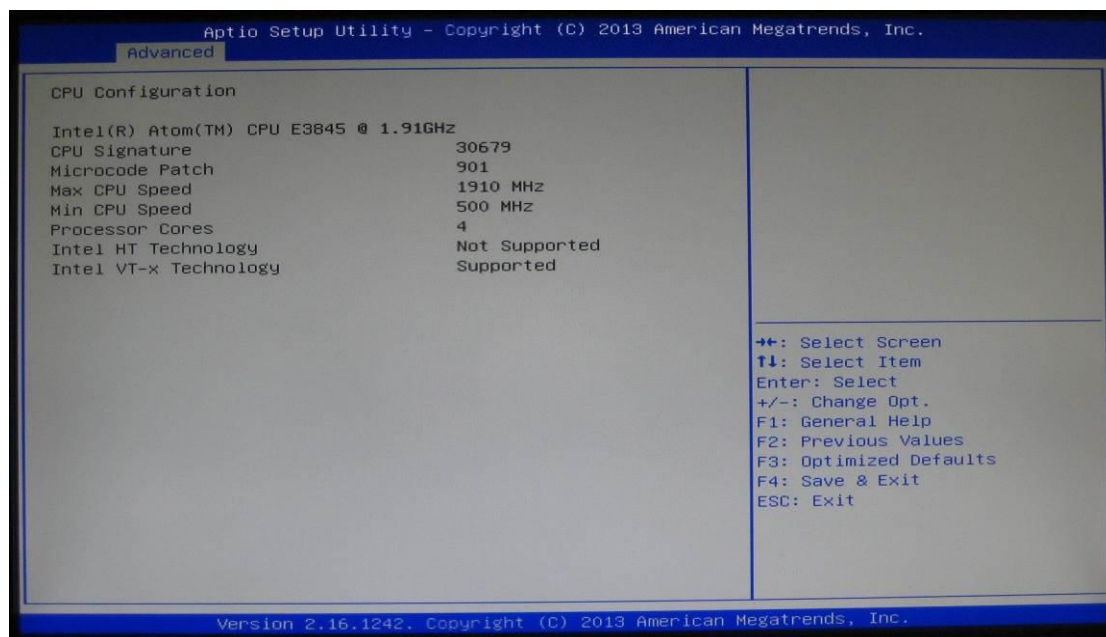 Aptio Setup Utility – Copyright (C) 2013 American Megatrends, Inc.
Advanced
CPU Configuration
Intel(R) Atom(TM) CPU E3845 @ 1.91GHz
CPU Signature 30679
Microcode Patch 901
Max CPU Speed 1910 MHz
Min CPU Speed 500 MHz
Processor Cores 4
Intel HT Technology Not Supported
Intel VT-x Technology Supported
→←: Select Screen
↑↓: Select Item
Enter: Select
+/-: Change Opt.
F1: General Help
F2: Previous Values
F3: Optimized Defaults
F4: Save & Exit
ESC: Exit
Version 2.16.1242. Copyright (C) 2013 American Megatrends, Inc.